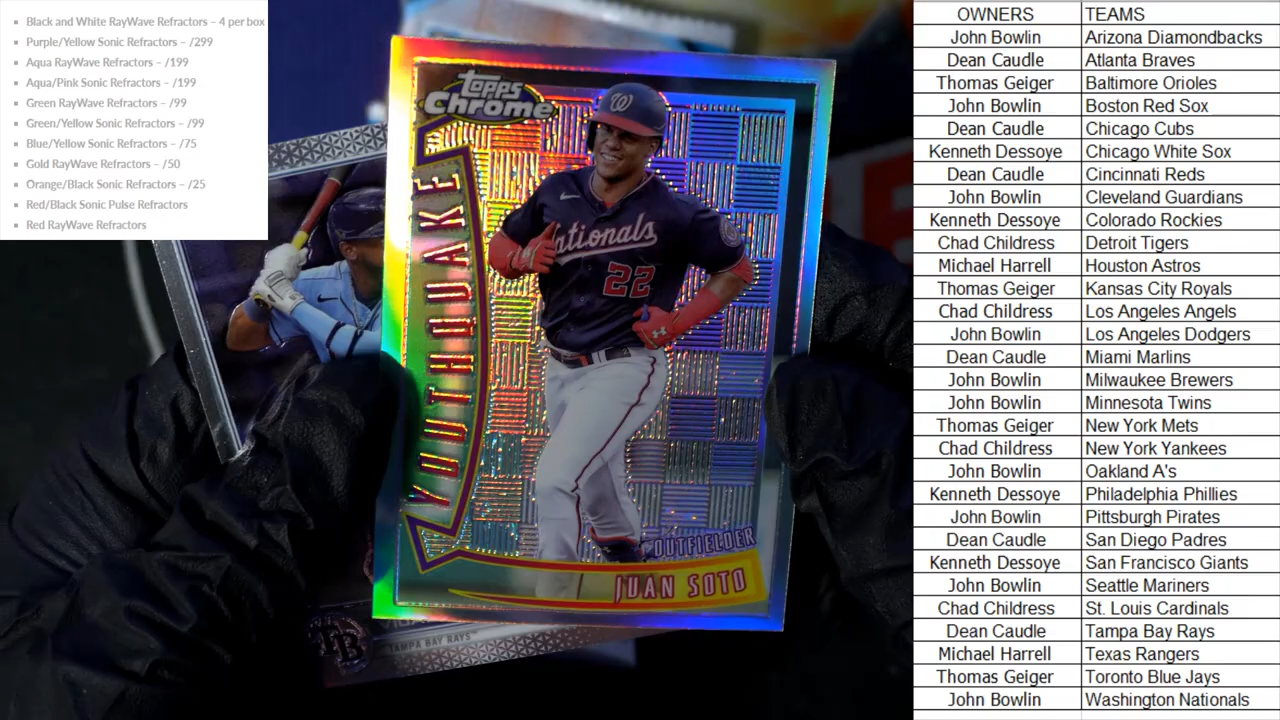 Black and White RayWave Refractors – 4 per box
Purple/Yellow Sonic Refractors – /299
Aqua RayWave Refractors – /199
Aqua/Pink Sonic Refractors – /199
Green RayWave Refractors – /99
Green/Yellow Sonic Refractors – /99
Blue/Yellow Sonic Refractors – /75
Gold RayWave Refractors – /50
Orange/Black Sonic Refractors – /25
Red/Black Sonic Pulse Refractors
Red RayWave Refractors
Topps
Chrome
YOUTHQUAKE
W
Nationals
22
OUTFIELDER
JUAN SOTO
TB
TAMPA BAY RAYS
OWNERS TEAMS
John Bowlin Arizona Diamondbacks
Dean Caudle Atlanta Braves
Thomas Geiger Baltimore Orioles
John Bowlin Boston Red Sox
Dean Caudle Chicago Cubs
Kenneth Dessoye Chicago White Sox
Dean Caudle Cincinnati Reds
John Bowlin Cleveland Guardians
Kenneth Dessoye Colorado Rockies
Chad Childress Detroit Tigers
Michael Harrell Houston Astros
Thomas Geiger Kansas City Royals
Chad Childress Los Angeles Angels
John Bowlin Los Angeles Dodgers
Dean Caudle Miami Marlins
John Bowlin Milwaukee Brewers
John Bowlin Minnesota Twins
Thomas Geiger New York Mets
Chad Childress New York Yankees
John Bowlin Oakland A's
Kenneth Dessoye Philadelphia Phillies
John Bowlin Pittsburgh Pirates
Dean Caudle San Diego Padres
Kenneth Dessoye San Francisco Giants
John Bowlin Seattle Mariners
Chad Childress St. Louis Cardinals
Dean Caudle Tampa Bay Rays
Michael Harrell Texas Rangers
Thomas Geiger Toronto Blue Jays
John Bowlin Washington Nationals